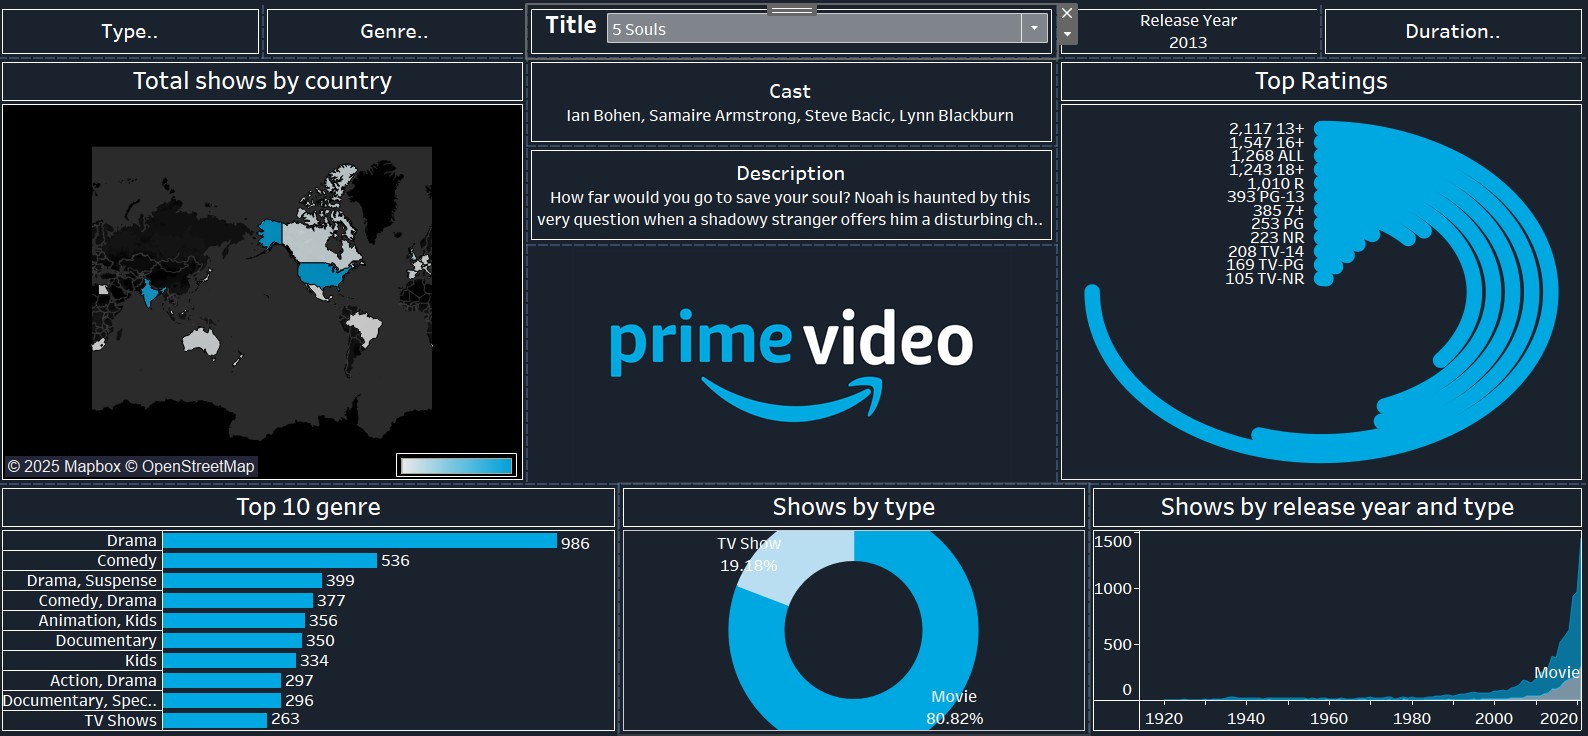 Type..
Genre..
Title
5 Souls
Release Year
2013
Duration..
Total shows by country
© 2025 Mapbox © OpenStreetMap
Cast
Ian Bohen, Samaire Armstrong, Steve Bacic, Lynn Blackburn
Description
How far would you go to save your soul? Noah is haunted by this
very question when a shadowy stranger offers him a disturbing ch..
prime video
Top Ratings
2,117 13+
1,547 16+
1,268 ALL
1,243 18+
1,010 R
393 PG-13
385 7+
253 PG
223 NR
208 TV-14
169 TV-PG
105 TV-NR
Top 10 genre
Drama 986
Comedy 536
Drama, Suspense 399
Comedy, Drama 377
Animation, Kids 356
Documentary 350
Kids 334
Action, Drama 297
Documentary, Spec.. 296
TV Shows 263
Shows by type
TV Show
19.18%
Movie
80.82%
Shows by release year and type
1500
1000
500
0
Movie
1920 1940 1960 1980 2000 2020